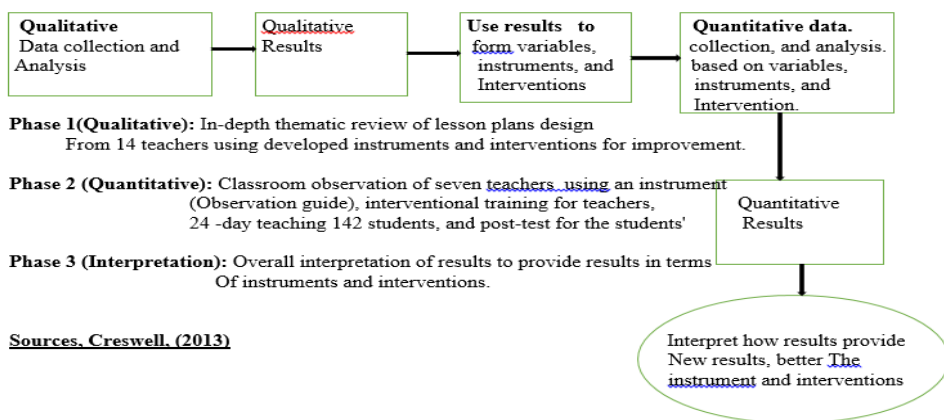 Qualitative
Data collection and
Analysis
Qualitative
Results
Use results to
form variables,
instruments, and
Interventions
Quantitative data.
collection, and analysis.
based on variables,
instruments, and
Intervention.
Phase 1(Qualitative): In-depth thematic review of lesson plans design
From 14 teachers using developed instruments and interventions for improvement.
Phase 2 (Quantitative): Classroom observation of seven teachers using an instrument
(Observation guide), interventional training for teachers,
24 -day teaching 142 students, and post-test for the students'
Quantitative
Results
Phase 3 (Interpretation): Overall interpretation of results to provide results in terms
Of instruments and interventions.
Sources, Creswell, (2013)
Interpret how results provide
New results, better The
instrument and interventions